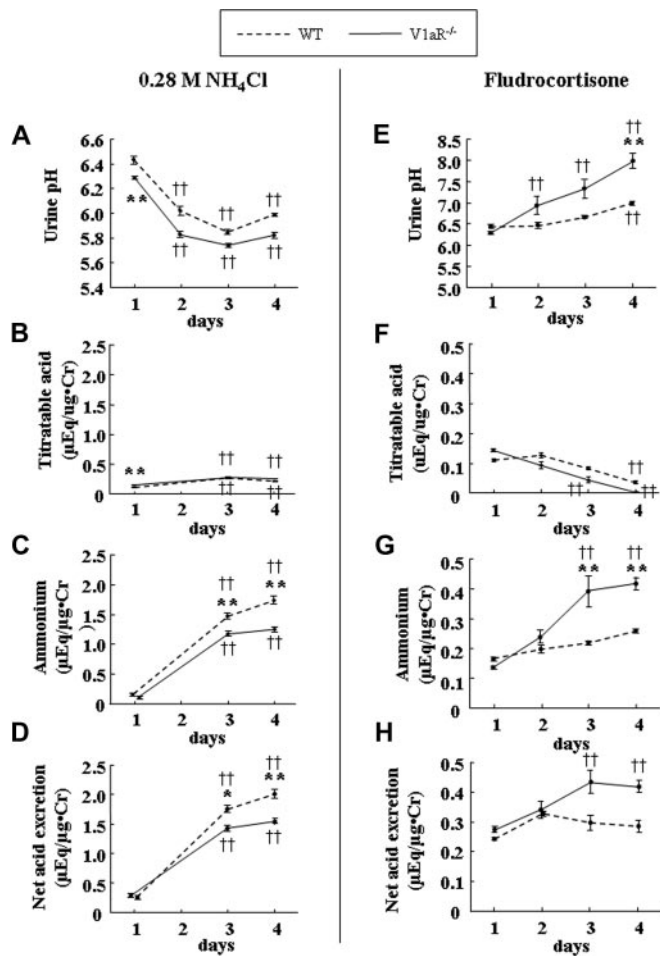 WT V1aR-/-
0.28 M NH4Cl
Fludrocortisone
A
Urine pH
6.6
6.4
6.2
6.0
5.8
5.6
5.4
** †† †† †† †† †† ††
1 2 3 4
days
B
Titratable acid
(µEq/ug•Cr)
2.5
2.0
1.5
1.0
0.5
0
** †† †† †† ††
1 2 3 4
days
C
Ammonium
(µEq/µg•Cr)
2.5
2.0
1.5
1.0
0.5
0
†† ** †† †† ** ††
1 2 3 4
days
D
Net acid excretion
(µEq/µg•Cr)
2.5
2.0
1.5
1.0
0.5
0
†† * †† †† ** ††
1 2 3 4
days
E
Urine pH
8.5
8.0
7.5
7.0
6.5
6.0
5.5
5.0
†† †† †† ** ††
1 2 3 4
days
F
Titratable acid
(uEq/ug•Cr)
0.5
0.4
0.3
0.2
0.1
0
†† †† ††
1 2 3 4
days
G
Ammonium
(µEq/µg•Cr)
0.5
0.4
0.3
0.2
0.1
0
†† ** †† **
1 2 3 4
days
H
Net acid excretion
(µEq/µg•Cr)
0.5
0.4
0.3
0.2
0.1
0
†† ††
1 2 3 4
days